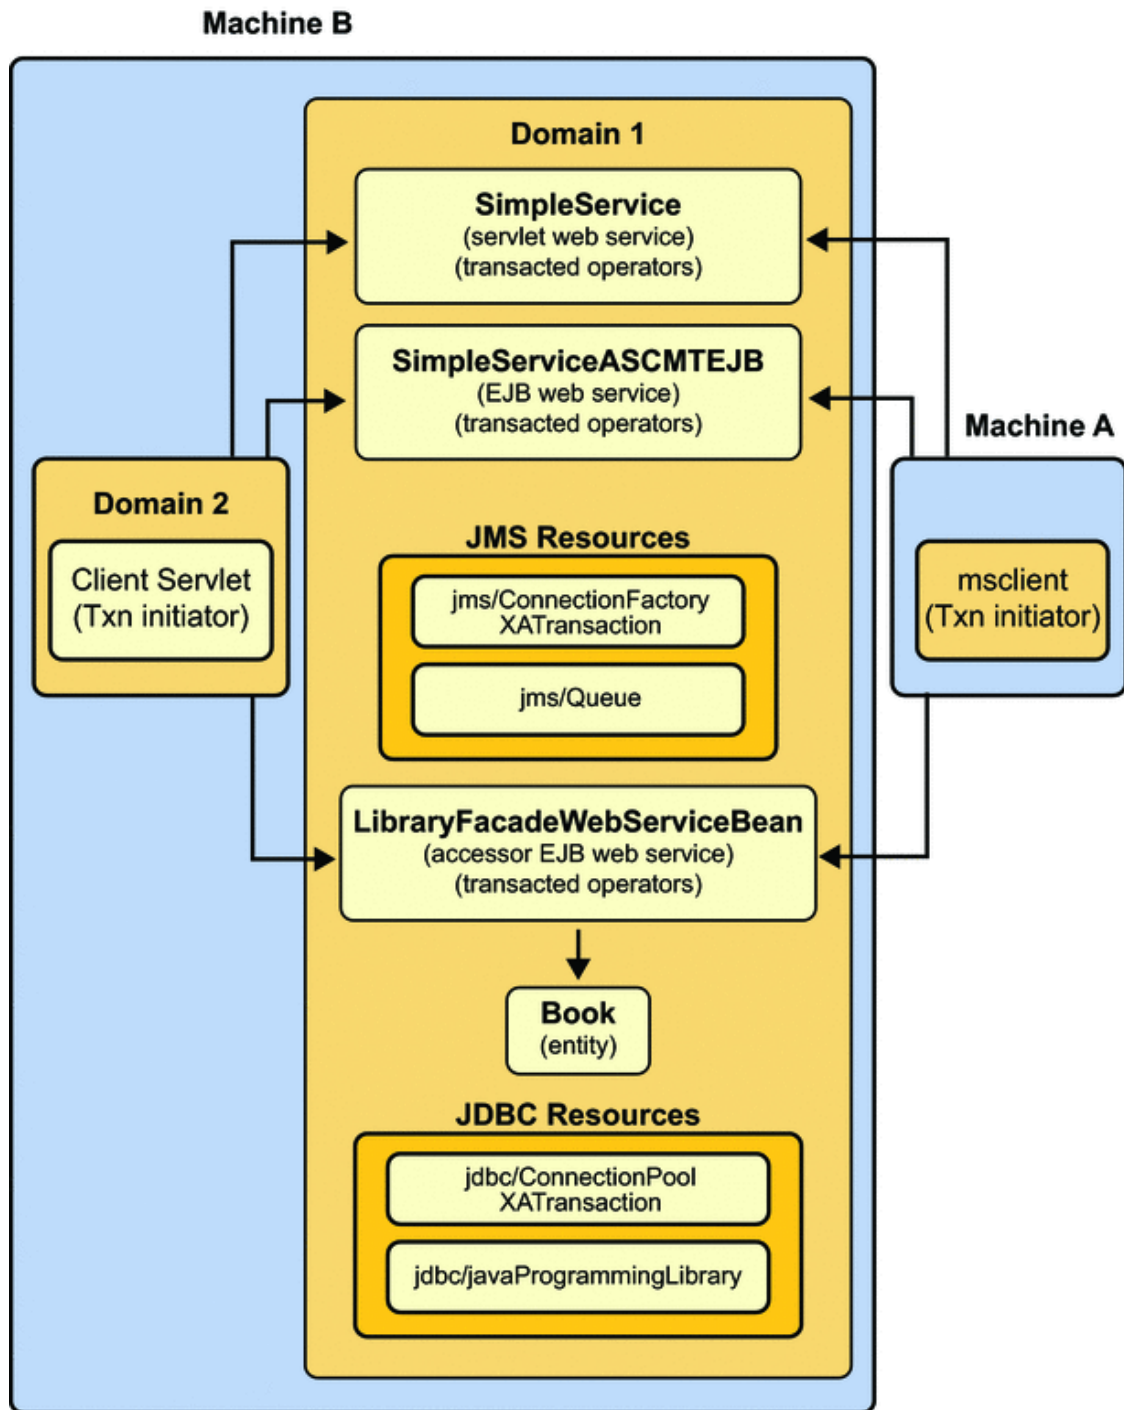 Machine B
Domain 1
SimpleService
(servlet web service)
(transacted operators)
SimpleServiceASCMTEJB
(EJB web service)
(transacted operators)
Machine A
Domain 2
Client Servlet
(Txn initiator)
JMS Resources
jms/ConnectionFactory
XATransaction
jms/Queue
msclient
(Txn initiator)
LibraryFacadeWebServiceBean
(accessor EJB web service)
(transacted operators)
Book
(entity)
JDBC Resources
jdbc/ConnectionPool
XATransaction
jdbc/javaProgrammingLibrary